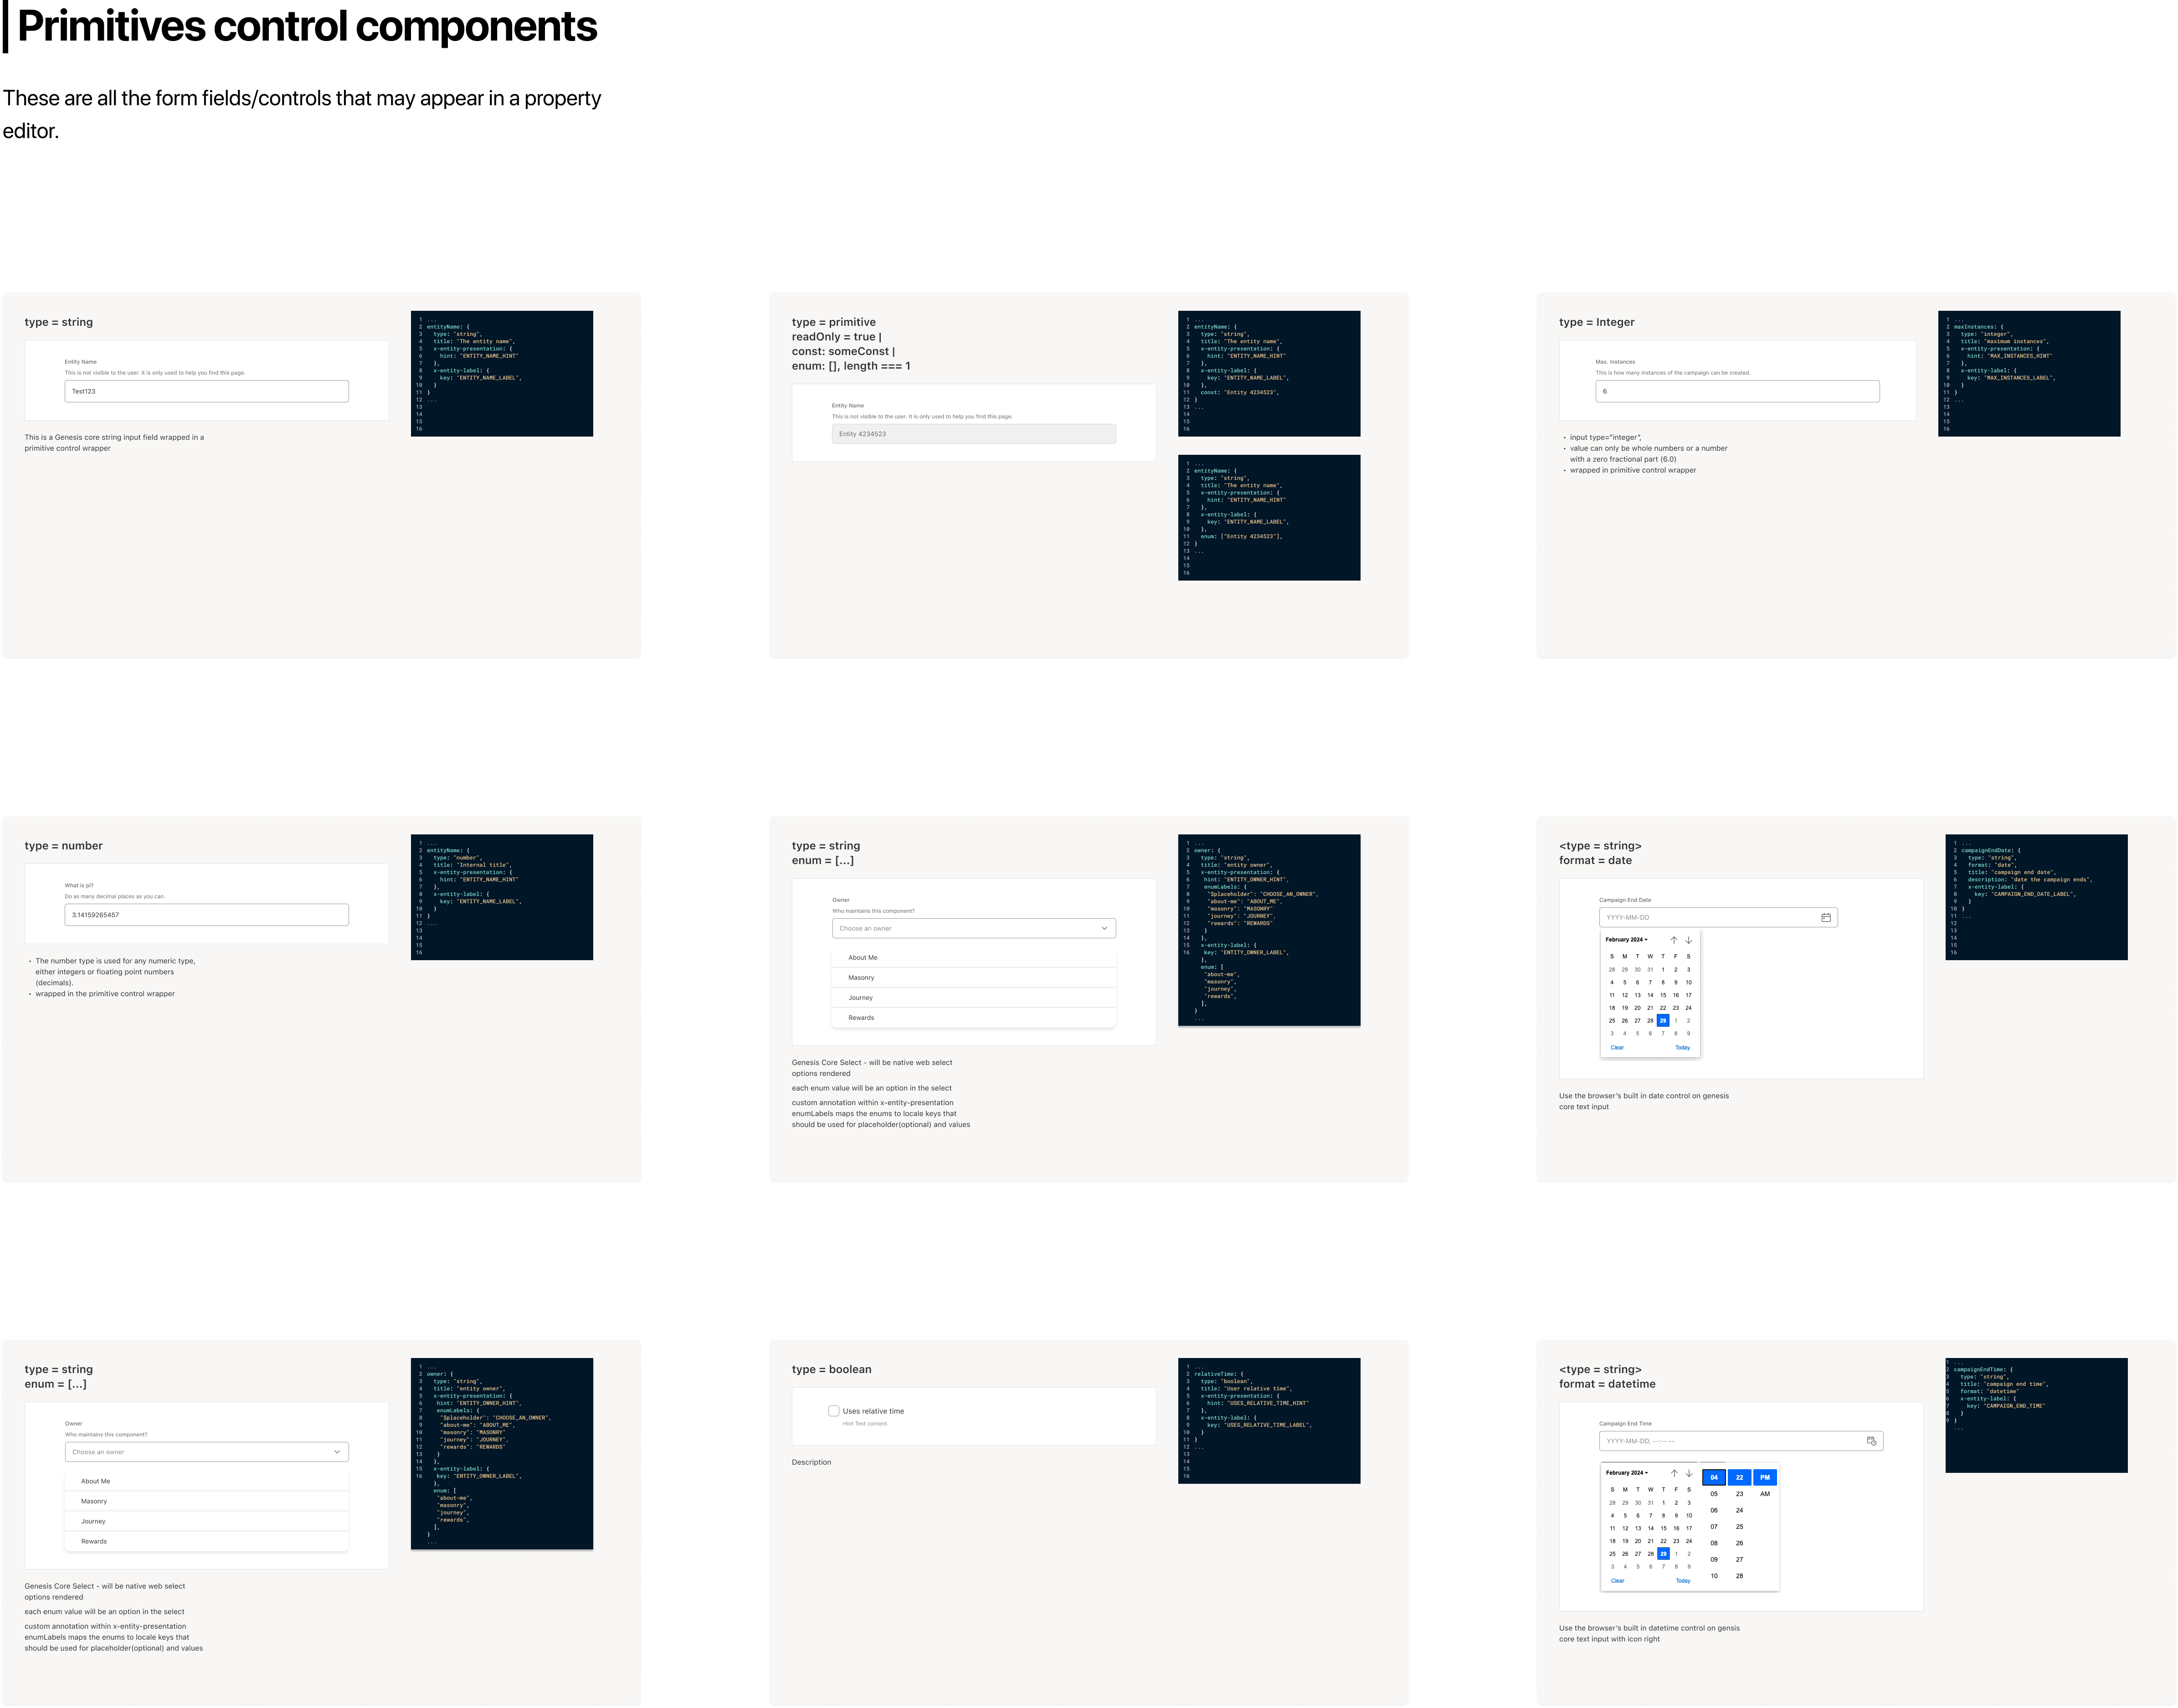 Primitives control components
These are all the form fields/controls that may appear in a property
editor.
type = string
Entity Name
This is not visible to the user. It is only used to help you find this page.
Test123
This is a Genesis core string input field wrapped in a
primitive control wrapper
1 ...
2 entityName: {
3 type: "string",
4 title: "The entity name",
5 x-entity-presentation: {
6 hint: "ENTITY_NAME_HINT"
7 },
8 x-entity-label: {
9 key: "ENTITY_NAME_LABEL",
10 }
11 }
12 ...
13
14
15
16
type = primitive
readOnly = true |
const: someConst |
enum: [], length === 1
Entity Name
This is not visible to the user. It is only used to help you find this page.
Entity 4234523
1 ...
2 entityName: {
3 type: "string",
4 title: "The entity name",
5 x-entity-presentation: {
6 hint: "ENTITY_NAME_HINT"
7 },
8 x-entity-label: {
9 key: "ENTITY_NAME_LABEL",
10 },
11 const: "Entity 4234523",
12 }
13 ...
14
15
16
1 ...
2 entityName: {
3 type: "string",
4 title: "The entity name",
5 x-entity-presentation: {
6 hint: "ENTITY_NAME_HINT"
7 },
8 x-entity-label: {
9 key: "ENTITY_NAME_LABEL",
10 },
11 enum: ["Entity 4234523"],
12 }
13 ...
14
15
16
type = Integer
Max. Instances
This is how many instances of the campaign can be created.
6
• input type="integer",
• value can only be whole numbers or a number
with a zero fractional part (6.0)
• wrapped in primitive control wrapper
1 ...
2 maxInstances: {
3 type: "integer",
4 title: "maximum instances",
5 x-entity-presentation: {
6 hint: "MAX_INSTANCES_HINT"
7 },
8 x-entity-label: {
9 key: "MAX_INSTANCES_LABEL",
10 }
11 }
12 ...
13
14
15
16
type = number
What is pi?
Do as many decimal places as you can.
3.14159265457
• The number type is used for any numeric type,
either integers or floating point numbers
(decimals).
• wrapped in the primitive control wrapper
1 ...
2 entityName: {
3 type: "number",
4 title: "Internal title",
5 x-entity-presentation: {
6 hint: "ENTITY_NAME_HINT"
7 },
8 x-entity-label: {
9 key: "ENTITY_NAME_LABEL",
10 }
11 }
12 ...
13
14
15
16
type = string
enum = [...]
Owner
Who maintains this component?
Choose an owner
About Me
Masonry
Journey
Rewards
Genesis Core Select - will be native web select
options rendered
each enum value will be an option in the select
custom annotation within x-entity-presentation
enumLabels maps the enums to locale keys that
should be used for placeholder(optional) and values
1 ...
2 owner: {
3 type: "string",
4 title: "entity owner",
5 x-entity-presentation: {
6 hint: "ENTITY_OWNER_HINT",
7 enumLabels: {
8 "$placeholder": "CHOOSE_AN_OWNER",
9 "about-me": "ABOUT_ME",
10 "masonry": "MASONRY"
11 "journey": "JOURNEY",
12 "rewards": "REWARDS"
13 }
14 },
15 x-entity-label: {
16 key: "ENTITY_OWNER_LABEL",
},
enum: [
"about-me",
"masonry",
"journey",
"rewards",
],
}
...
<type = string>
format = date
Campaign End Date
YYYY-MM-DD
February 2024
S M T W T F S
28 29 30 31 1 2 3
4 5 6 7 8 9 10
11 12 13 14 15 16 17
18 19 20 21 22 23 24
25 26 27 28 29 1 2
3 4 5 6 7 8 9
Clear Today
Use the browser's built in date control on genesis
core text input
1 ...
2 campaignEndDate: {
3 type: "string",
4 format: "date",
5 title: "campaign end date",
6 description: "date the campaign ends",
7 x-entity-label: {
8 key: "CAMPAIGN_END_DATE_LABEL",
9 }
10 }
11 ...
12
13
14
15
16
type = string
enum = [...]
Owner
Who maintains this component?
Choose an owner
About Me
Masonry
Journey
Rewards
Genesis Core Select - will be native web select
options rendered
each enum value will be an option in the select
custom annotation within x-entity-presentation
enumLabels maps the enums to locale keys that
should be used for placeholder(optional) and values
1 ...
2 owner: {
3 type: "string",
4 title: "entity owner",
5 x-entity-presentation: {
6 hint: "ENTITY_OWNER_HINT",
7 enumLabels: {
8 "$placeholder": "CHOOSE_AN_OWNER",
9 "about-me": "ABOUT_ME",
10 "masonry": "MASONRY"
11 "journey": "JOURNEY",
12 "rewards": "REWARDS"
13 }
14 },
15 x-entity-label: {
16 key: "ENTITY_OWNER_LABEL",
},
enum: [
"about-me",
"masonry",
"journey",
"rewards",
],
}
...
type = boolean
Uses relative time
Hint Text content.
Description
1 ...
2 relativeTime: {
3 type: "boolean",
4 title: "User relative time",
5 x-entity-presentation: {
6 hint: "USES_RELATIVE_TIME_HINT"
7 },
8 x-entity-label: {
9 key: "USES_RELATIVE_TIME_LABEL",
10 }
11 }
12 ...
13
14
15
16
<type = string>
format = datetime
Campaign End Time
YYYY-MM-DD, --:-- --
February 2024
S M T W T F S
28 29 30 31 1 2 3
4 5 6 7 8 9 10
11 12 13 14 15 16 17
18 19 20 21 22 23 24
25 26 27 28 29 1 2
3 4 5 6 7 8 9
Clear Today
04 22 PM
05 23 AM
06 24
07 25
08 26
09 27
10 28
Use the browser's built in datetime control on gensis
core text input with icon right
1 ...
2 campaignEndTime: {
3 type: "string",
4 title: "campaign end time",
5 format: "datetime"
6 x-entity-label: {
7 key: "CAMPAIGN_END_TIME"
8 }
9 }
...